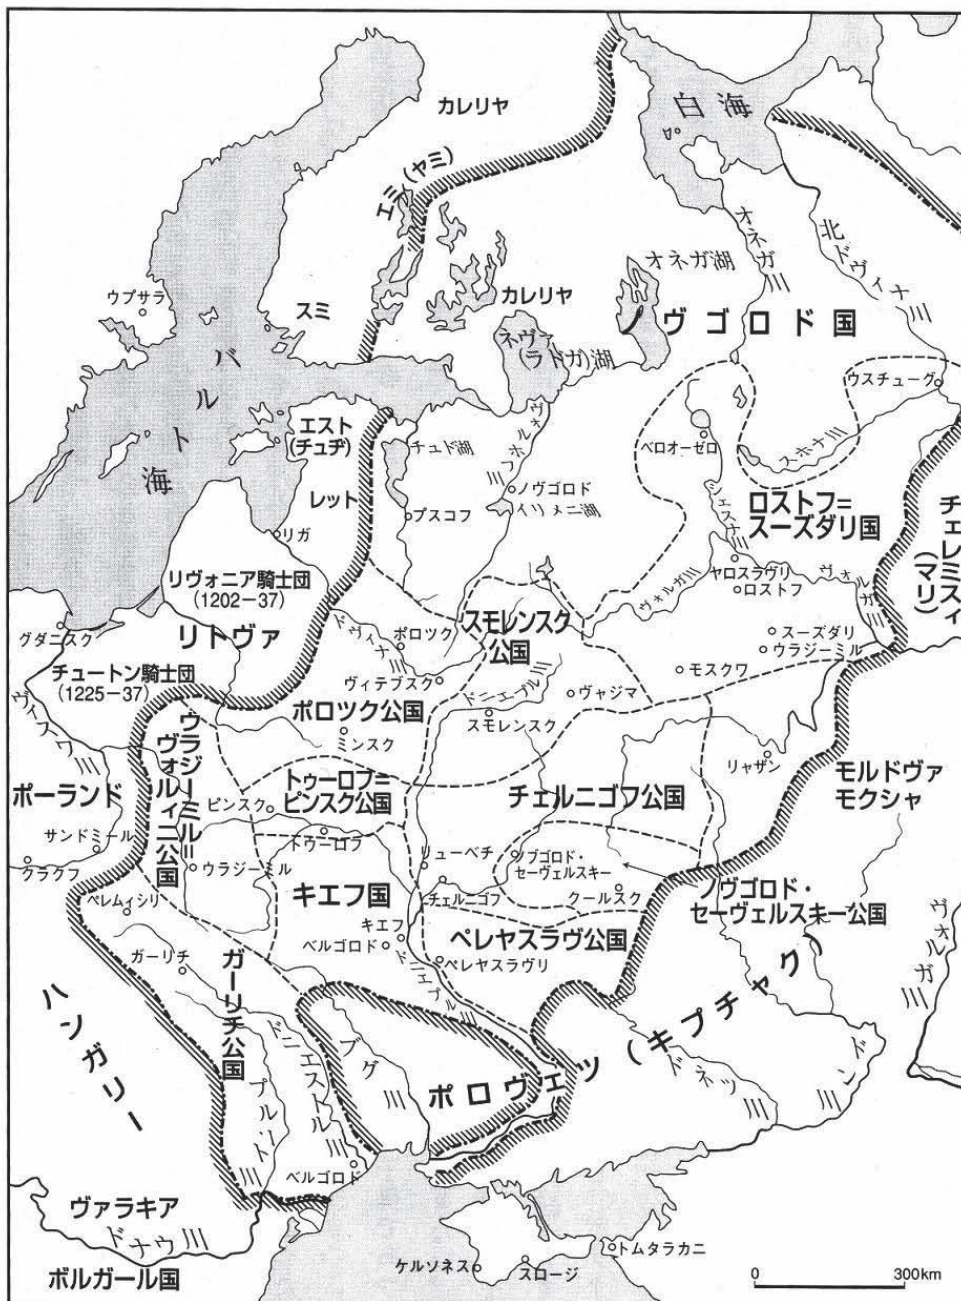 カレリヤ
白海
エミ(ヤミ)
オネガ川
北ドヴィナ川
オネガ湖
ウプサラ
スミ
カレリヤ
ノヴゴロド国
ネヴァ
(ラドガ)湖
バルト海
ウスチューグ
エスト
(チュヂ)
チュド湖
ヴォルホフ川
ベロオーゼロ
スホナ川
レット
ノヴゴロド
イリメニ湖
プスコフ
シェスナ川
ロストフ=
スーズダリ国
チェレミスィ
(マリ)
リガ
リヴォニア騎士団
(1202-37)
ヤロスラヴリ
ロストフ
ヴォルガ川
ヴォルガ川
グダニスク
リトヴァ
ドヴィナ川
ポロツク
スモレンスク
公国
スーズダリ
ウラジーミル
チュートン騎士団
(1225-37)
ヴィテブスク
ドニエプル川
モスクワ
ヴャジマ
ヴィスワ川
ポロツク公国
スモレンスク
ミンスク
リャザン
ヴラジーミル=
ヴォルィニ公国
トゥーロフ=
ピンスク公国
チェルニゴフ公国
モルドヴァ
モクシャ
ポーランド
ピンスク
サンドミール
トゥーロフ
クラクフ
ウラジーミル
リューベチ
ノブゴロド・
セーヴェルスキー
ペレムィシリ
キエフ国
チェルニゴフ
クールスク
ノヴゴロド・
セーヴェルスキー公国
キエフ
ベルゴロド
ペレヤスラヴ公国
ガーリチ
ペレヤスラヴリ
ドニエプル川
ヴォルガ川
ハンガリー
ガーリチ公国
ドニエストル川
プルート川
ブグ川
ポロヴェツ(キプチャク)
ドネツ川
ドン川
ベルゴロド
ヴァラキア
ドナウ川
ボルガール国
ケルソネス
スロージ
トムタラカニ
0 300km